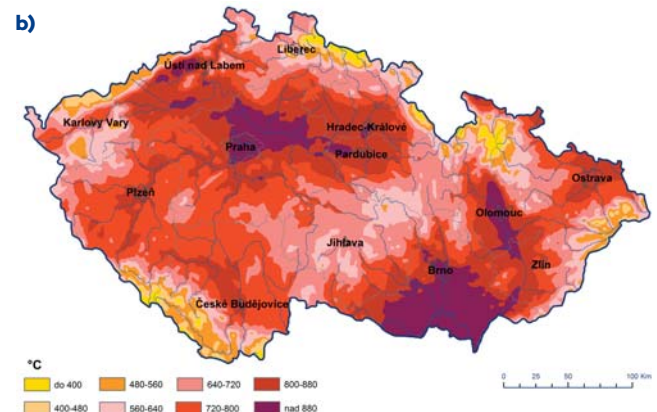 b)
Liberec
Ústí nad Labem
Karlovy Vary
Hradec-Králové
Praha
Pardubice
Ostrava
Plzeň
Olomouc
Jihlava
Zlín
Brno
České Budějovice
°C
do 400 480-560 640-720 800-880
400-480 560-640 720-800 nad 880
0 25 50 100 Km